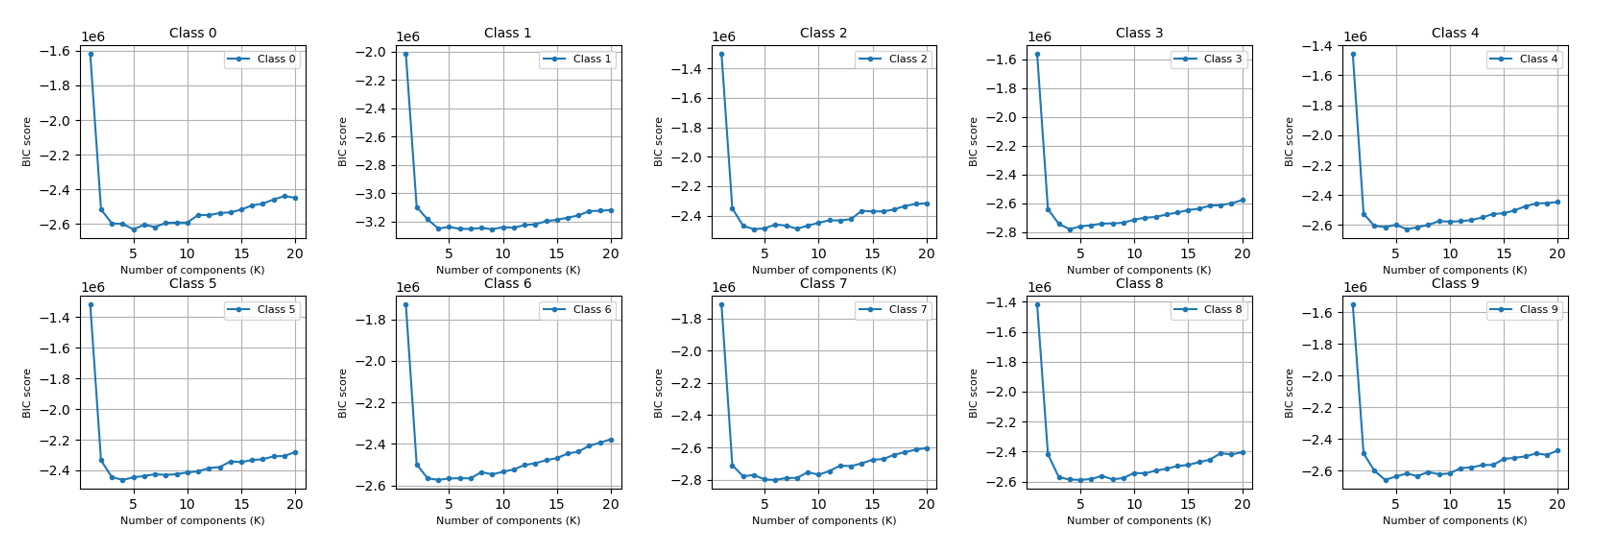 Class 0
1e6
Class 0
−1.6
−1.8
−2.0
−2.2
−2.4
−2.6
BIC score
5
10
15
20
Number of components (K)
Class 1
1e6
Class 1
−2.0
−2.2
−2.4
−2.6
−2.8
−3.0
−3.2
BIC score
5
10
15
20
Number of components (K)
Class 2
1e6
Class 2
−1.4
−1.6
−1.8
−2.0
−2.2
−2.4
BIC score
5
10
15
20
Number of components (K)
Class 3
1e6
Class 3
−1.6
−1.8
−2.0
−2.2
−2.4
−2.6
−2.8
BIC score
5
10
15
20
Number of components (K)
Class 4
1e6
Class 4
−1.4
−1.6
−1.8
−2.0
−2.2
−2.4
−2.6
BIC score
5
10
15
20
Number of components (K)
Class 5
1e6
Class 5
−1.4
−1.6
−1.8
−2.0
−2.2
−2.4
BIC score
5
10
15
20
Number of components (K)
Class 6
1e6
Class 6
−1.8
−2.0
−2.2
−2.4
−2.6
BIC score
5
10
15
20
Number of components (K)
Class 7
1e6
Class 7
−1.8
−2.0
−2.2
−2.4
−2.6
−2.8
BIC score
5
10
15
20
Number of components (K)
Class 8
1e6
Class 8
−1.4
−1.6
−1.8
−2.0
−2.2
−2.4
−2.6
BIC score
5
10
15
20
Number of components (K)
Class 9
1e6
Class 9
−1.6
−1.8
−2.0
−2.2
−2.4
−2.6
BIC score
5
10
15
20
Number of components (K)